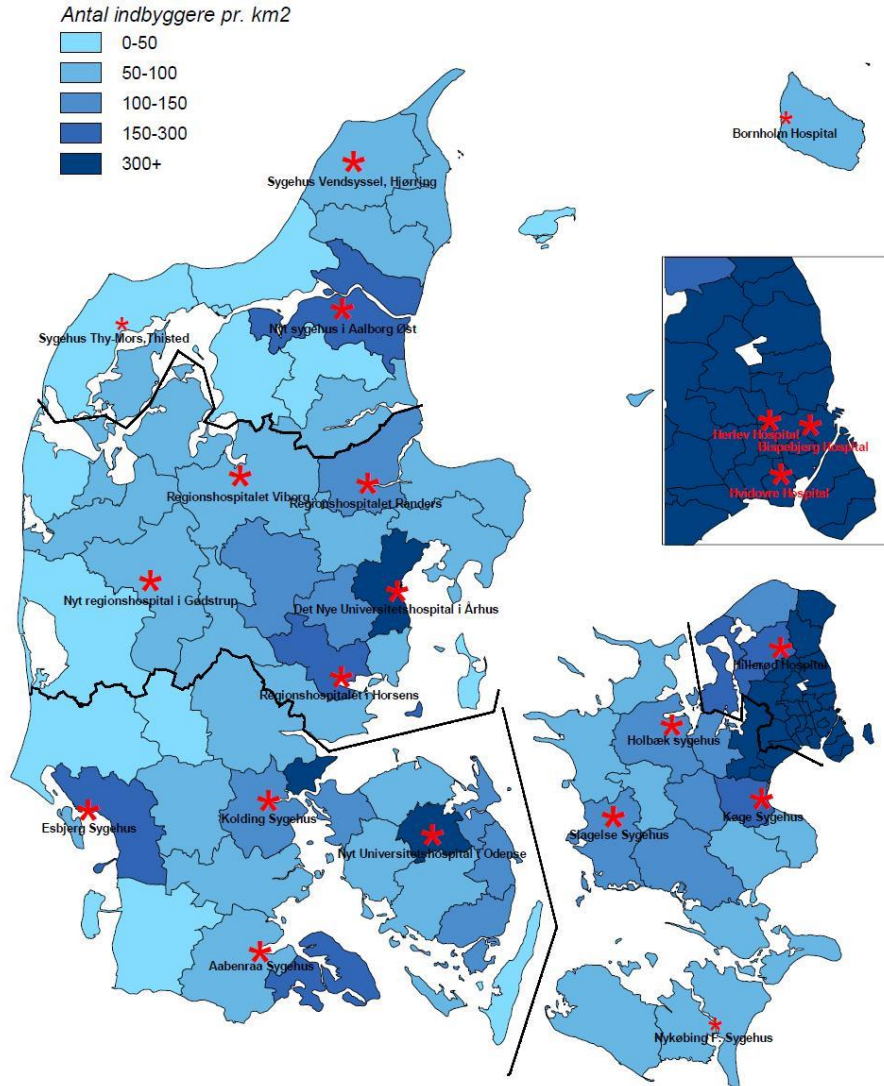 Antal indbyggere pr. km2
0-50
50-100
100-150
150-300
300+
Bornholm Hospital
Sygehus Vendsyssel, Hjørring
Nyt sygehus i Aalborg Øst
Sygehus Thy-Mors,Thisted
Herlev Hospital
Bispebjerg Hospital
Hvidovre Hospital
Regionshospitalet Viborg
Regionshospitalet Randers
Nyt regionshospital i Gødstrup
Det Nye Universitetshospital i Århus
Regionshospitalet i Horsens
Hillerød Hospital
Holbæk sygehus
Esbjerg Sygehus
Kolding Sygehus
Nyt Universitetshospital i Odense
Slagelse Sygehus
Køge Sygehus
Aabenraa Sygehus
Nykøbing F. Sygehus